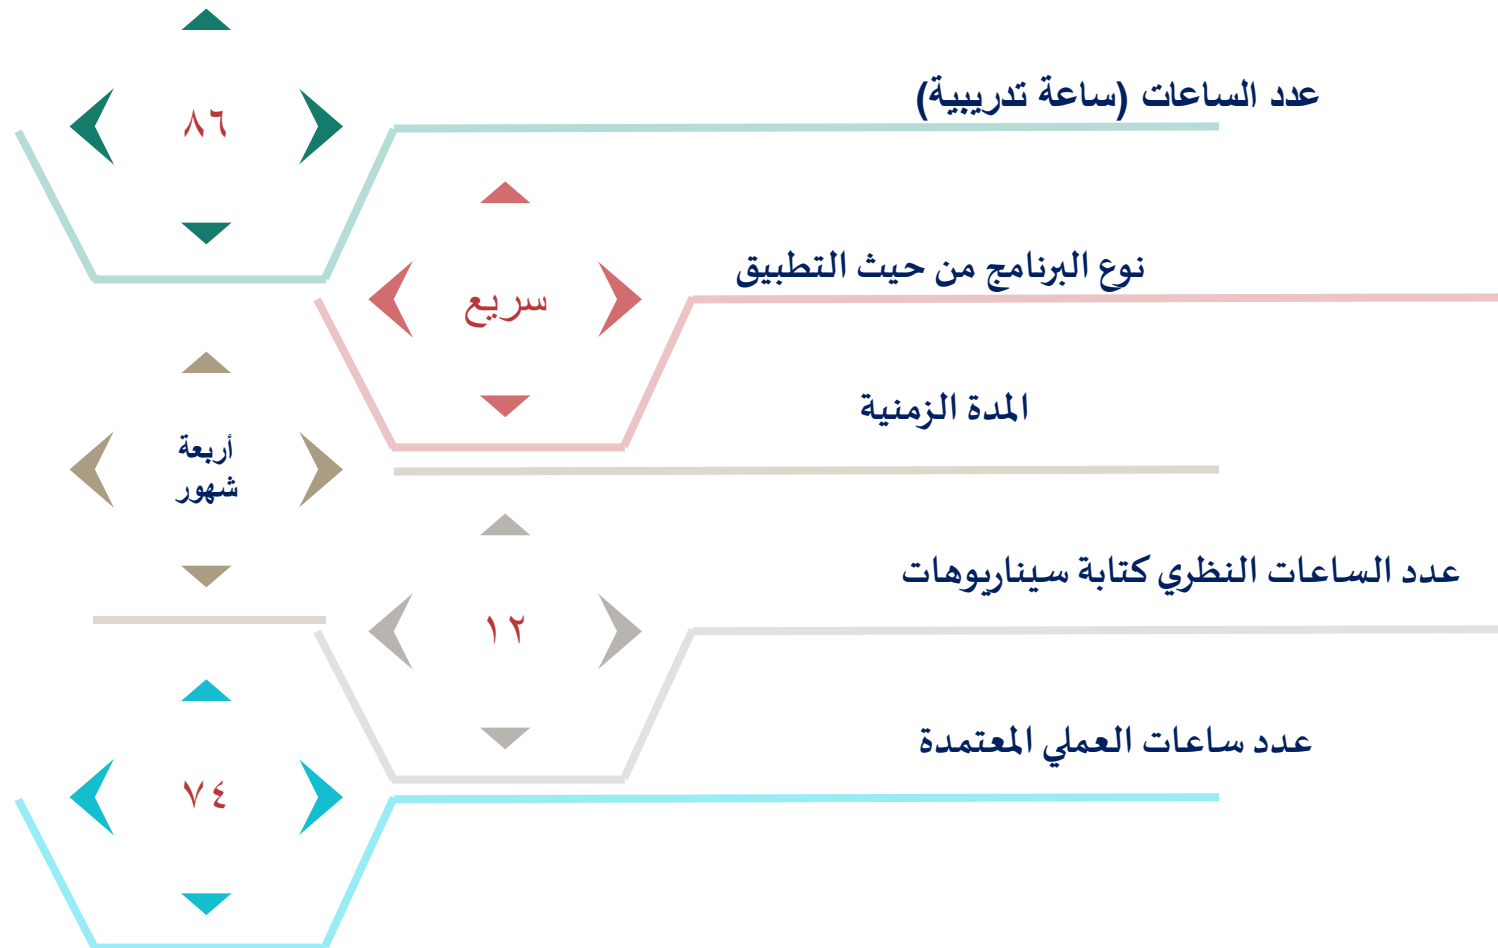 عدد الساعات (ساعة تدريبية)
٨٦
نوع البرنامج من حيث التطبيق
سريع
المدة الزمنية
أربعة
شهور
عدد الساعات النظري كتابة سيناريوهات
١٢
عدد ساعات العملي المعتمدة
٧٤